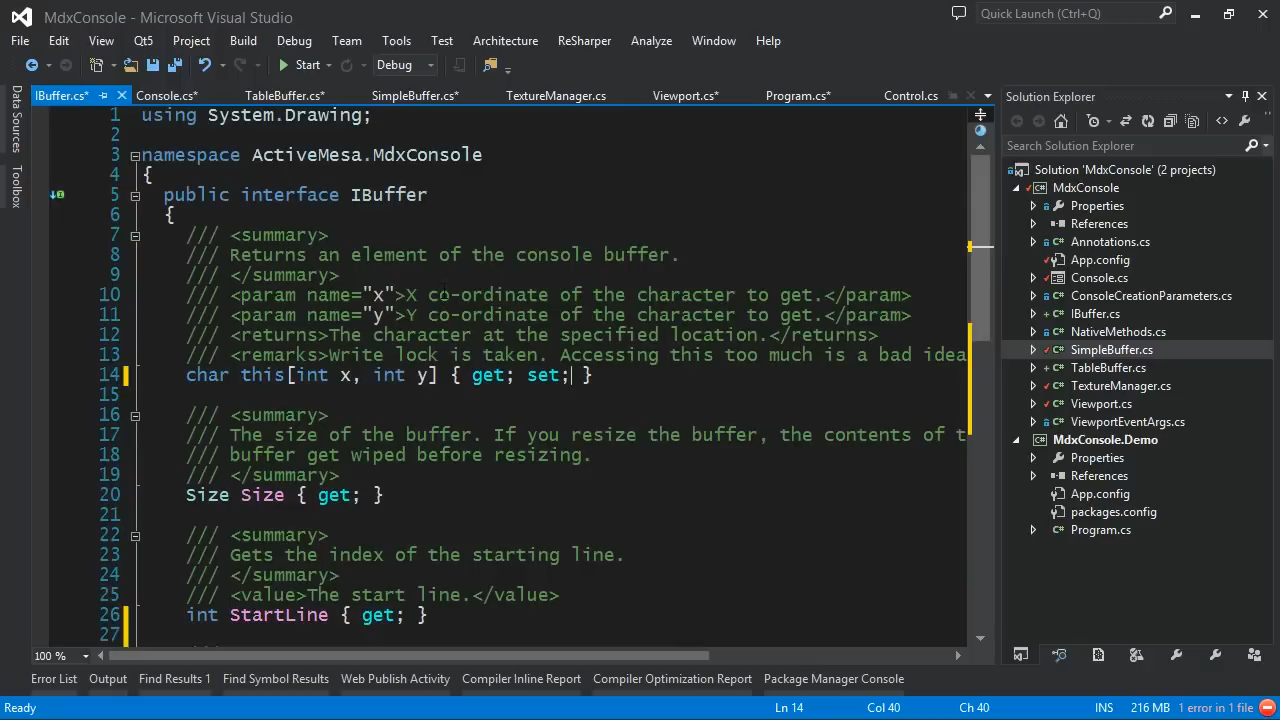 MdxConsole - Microsoft Visual Studio
Quick Launch (Ctrl+Q)
File Edit View Qt5 Project Build Debug Team Tools Test Architecture ReSharper Analyze Window Help
Start Debug
IBuffer.cs* Console.cs* TableBuffer.cs* SimpleBuffer.cs* TextureManager.cs Viewport.cs* Program.cs* Control.cs
Data Sources
Toolbox
1 using System.Drawing;
2
3 namespace ActiveMesa.MdxConsole
4 {
5 public interface IBuffer
6 {
7 /// <summary>
8 /// Returns an element of the console buffer.
9 /// </summary>
10 /// <param name="x">X co-ordinate of the character to get.</param>
11 /// <param name="y">Y co-ordinate of the character to get.</param>
12 /// <returns>The character at the specified location.</returns>
13 /// <remarks>Write lock is taken. Accessing this too much is a bad idea
14 char this[int x, int y] { get; set; }
16 /// <summary>
17 /// The size of the buffer. If you resize the buffer, the contents of t
18 /// buffer get wiped before resizing.
19 /// </summary>
20 Size Size { get; }
21
22 /// <summary>
23 /// Gets the index of the starting line.
24 /// </summary>
25 /// <value>The start line.</value>
26 int StartLine { get; }
27
100 %
Solution Explorer
Search Solution Explorer
Solution 'MdxConsole' (2 projects)
MdxConsole
Properties
References
Annotations.cs
App.config
Console.cs
ConsoleCreationParameters.cs
IBuffer.cs
NativeMethods.cs
SimpleBuffer.cs
TableBuffer.cs
TextureManager.cs
Viewport.cs
ViewportEventArgs.cs
MdxConsole.Demo
Properties
References
App.config
packages.config
Program.cs
Error List Output Find Results 1 Find Symbol Results Web Publish Activity Compiler Inline Report Compiler Optimization Report Package Manager Console
Ready Ln 14 Col 40 Ch 40 INS 216 MB 1 error in 1 file